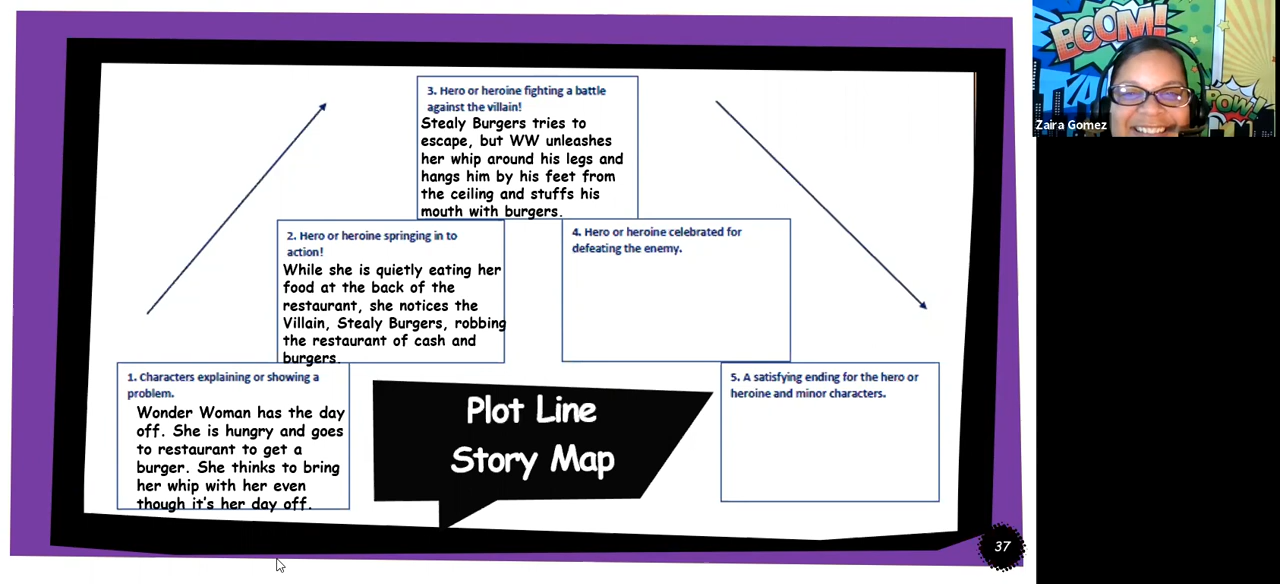 3. Hero or heroine fighting a battle
against the villain!
Stealy Burgers tries to
escape, but WW unleashes
her whip around his legs and
hangs him by his feet from
the ceiling and stuffs his
mouth with burgers.
2. Hero or heroine springing in to
action!
While she is quietly eating her
food at the back of the
restaurant, she notices the
Villain, Stealy Burgers, robbing
the restaurant of cash and
burgers.
4. Hero or heroine celebrated for
defeating the enemy.
1. Characters explaining or showing a
problem.
Wonder Woman has the day
off. She is hungry and goes
to restaurant to get a
burger. She thinks to bring
her whip with her even
though it's her day off.
Plot Line
Story Map
5. A satisfying ending for the hero or
heroine and minor characters.
37
BOOM!
POW!
Zaira Gomez